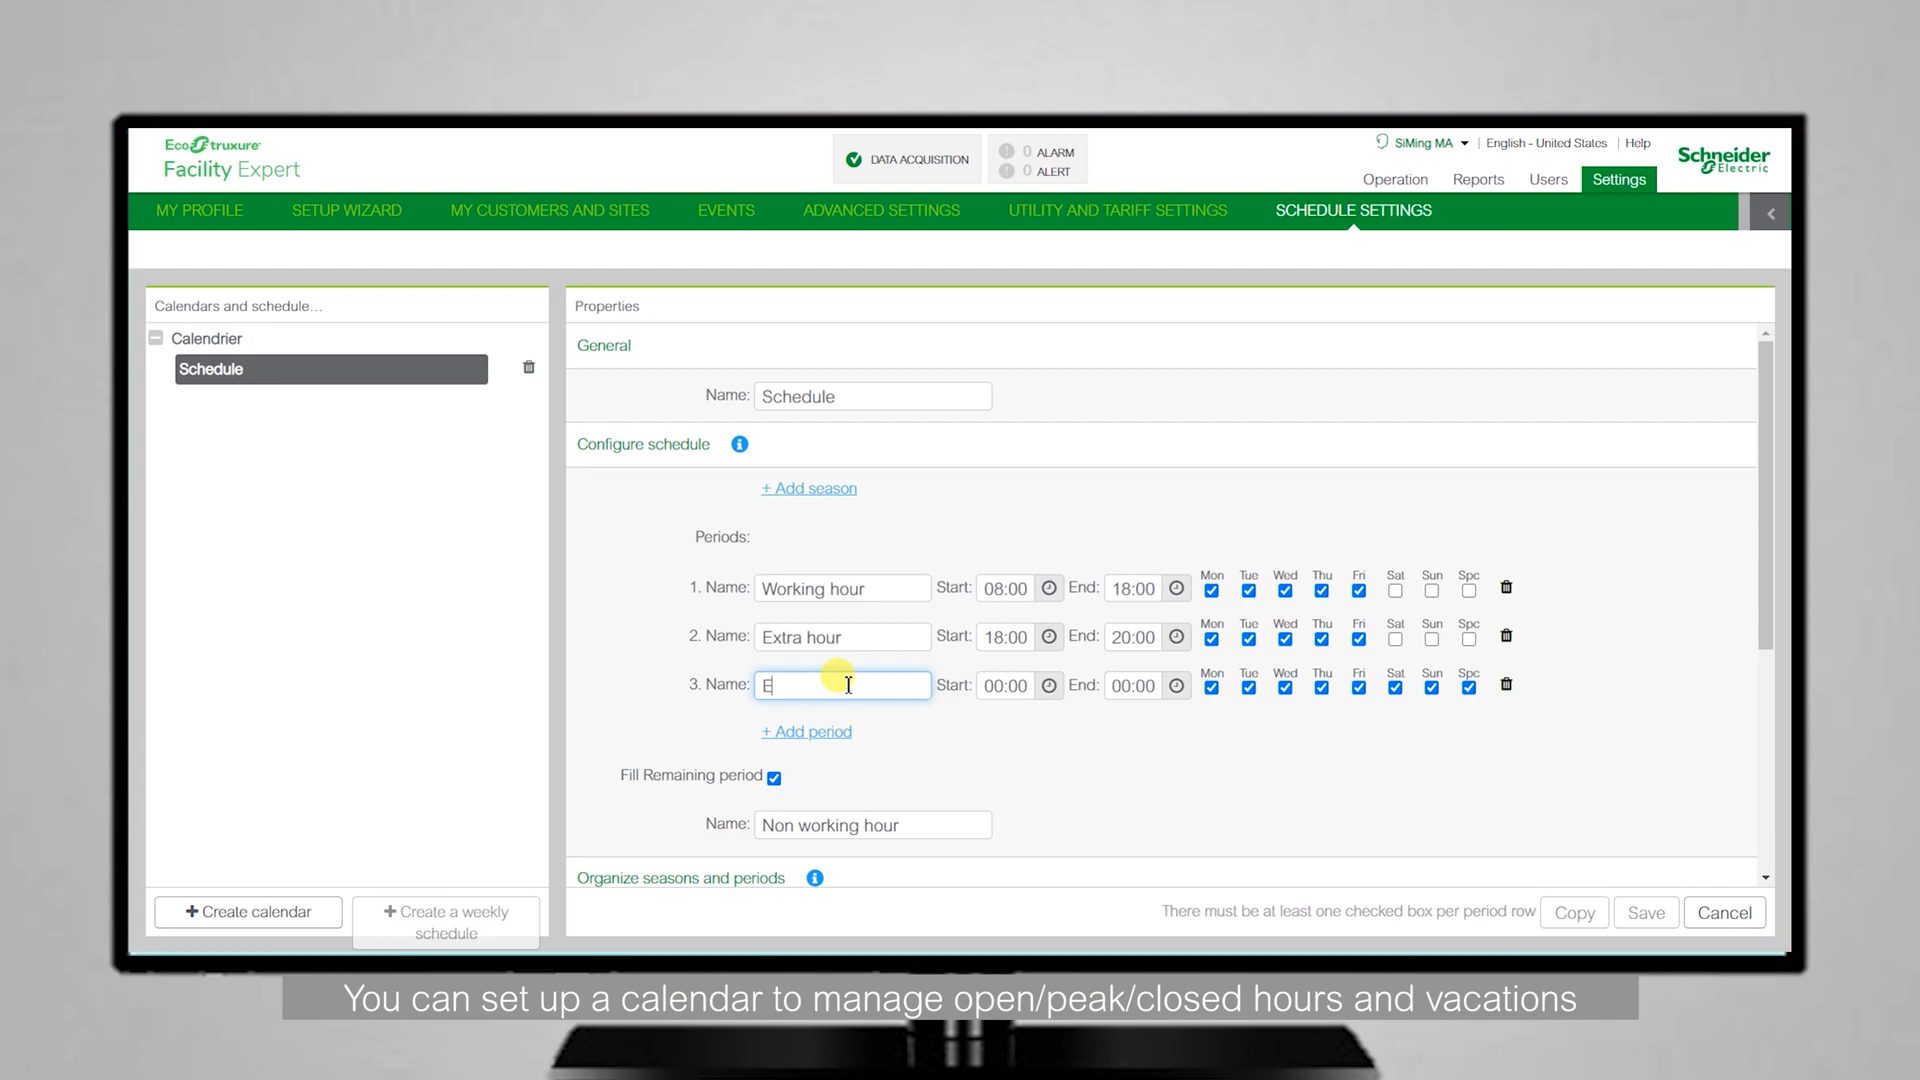 EcoStruxure
Facility Expert
DATA ACQUISITION
0 ALARM
0 ALERT
SiMing MA | English - United States | Help
Schneider
Electric
Operation Reports Users Settings
MY PROFILE SETUP WIZARD MY CUSTOMERS AND SITES EVENTS ADVANCED SETTINGS UTILITY AND TARIFF SETTINGS SCHEDULE SETTINGS
Calendars and schedule...
Calendrier
Schedule
Properties
General
Name: Schedule
Configure schedule
+ Add season
Periods:
Mon Tue Wed Thu Fri Sat Sun Spc
1. Name: Working hour Start: 08:00 End: 18:00
Mon Tue Wed Thu Fri Sat Sun Spc
2. Name: Extra hour Start: 18:00 End: 20:00
Mon Tue Wed Thu Fri Sat Sun Spc
3. Name: E Start: 00:00 End: 00:00
+ Add period
Fill Remaining period
Name: Non working hour
Organize seasons and periods
+ Create calendar
+ Create a weekly
schedule
There must be at least one checked box per period row Copy Save Cancel
You can set up a calendar to manage open/peak/closed hours and vacations